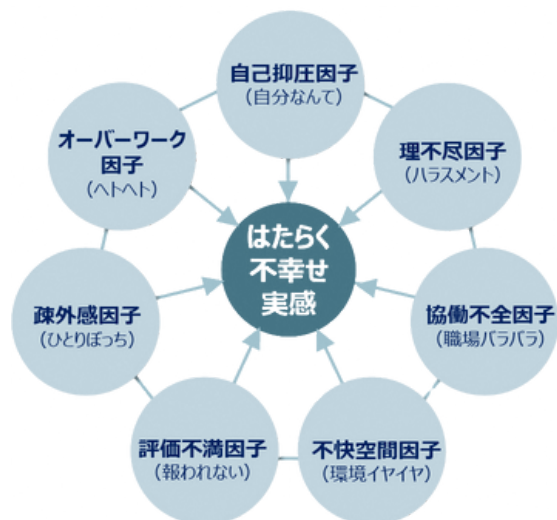 自己抑圧因子
(自分なんて)
理不尽因子
(ハラスメント)
協働不全因子
(職場バラバラ)
不快空間因子
(環境イヤイヤ)
評価不満因子
(報われない)
疎外感因子
(ひとりぼっち)
オーバーワーク
因子
(ヘトヘト)
はたらく
不幸せ
実感